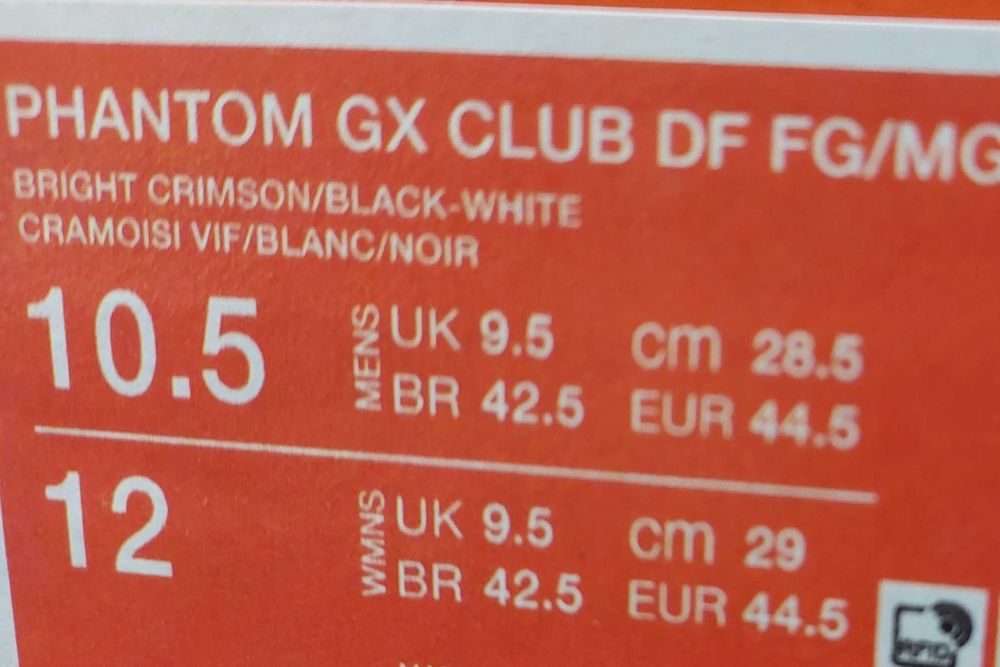 PHANTOM GX CLUB DF FG/MG
BRIGHT CRIMSON/BLACK-WHITE
CRAMOISI VIF/BLANC/NOIR
10.5 MENS UK 9.5 cm 28.5
BR 42.5 EUR 44.5
12 WMNS UK 9.5 cm 29
BR 42.5 EUR 44.5
RFID